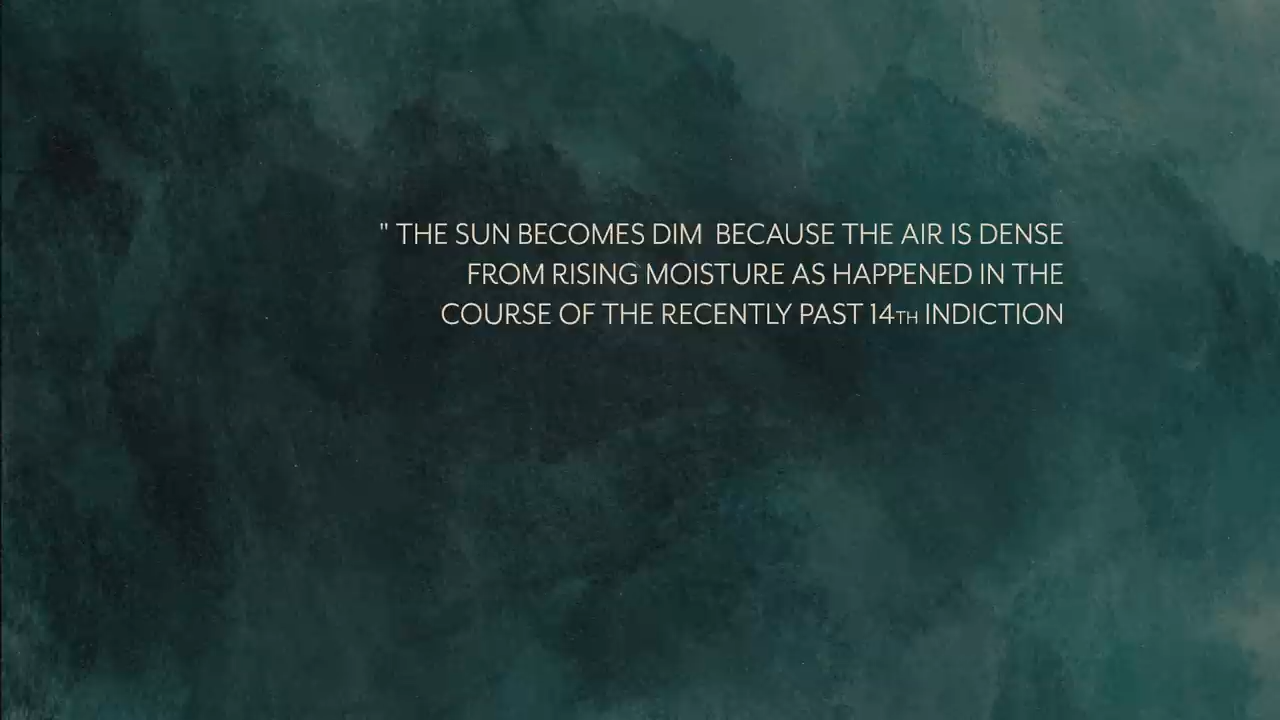 " THE SUN BECOMES DIM  BECAUSE THE AIR IS DENSE
FROM RISING MOISTURE AS HAPPENED IN THE
COURSE OF THE RECENTLY PAST 14TH INDICTION